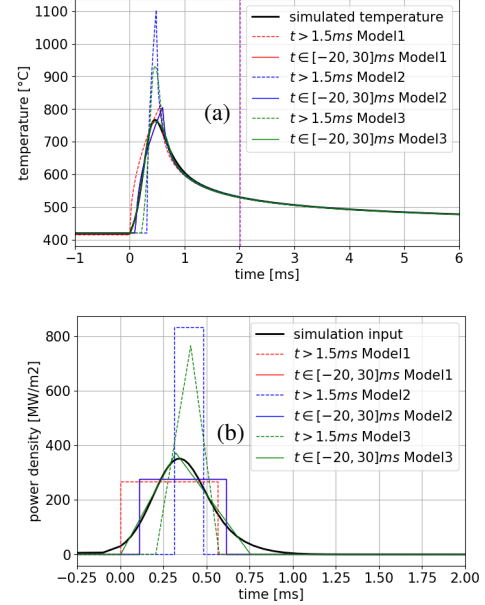 1100
1000
900
800
700
600
500
400
temperature [°C]
simulated temperature
t > 1.5ms Model1
t ∈ [−20, 30]ms Model1
t > 1.5ms Model2
t ∈ [−20, 30]ms Model2
t > 1.5ms Model3
t ∈ [−20, 30]ms Model3
(a)
−1 0 1 2 3 4 5 6
time [ms]
800
600
400
200
0
power density [MW/m2]
simulation input
t > 1.5ms Model1
t ∈ [−20, 30]ms Model1
t > 1.5ms Model2
t ∈ [−20, 30]ms Model2
t > 1.5ms Model3
t ∈ [−20, 30]ms Model3
(b)
−0.25 0.00 0.25 0.50 0.75 1.00 1.25 1.50 1.75 2.00
time [ms]